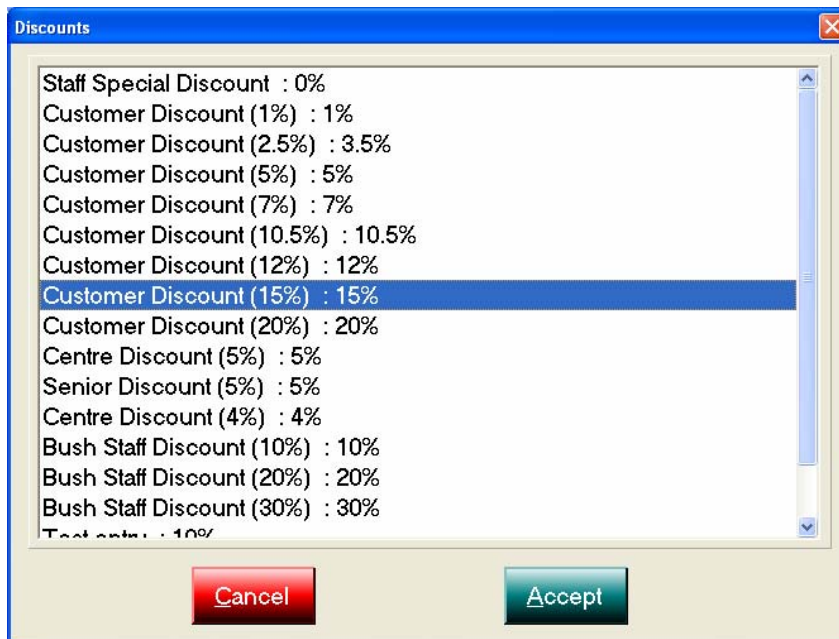 Discounts
Staff Special Discount : 0%
Customer Discount (1%) : 1%
Customer Discount (2.5%) : 3.5%
Customer Discount (5%) : 5%
Customer Discount (7%) : 7%
Customer Discount (10.5%) : 10.5%
Customer Discount (12%) : 12%
Customer Discount (15%) : 15%
Customer Discount (20%) : 20%
Centre Discount (5%) : 5%
Senior Discount (5%) : 5%
Centre Discount (4%) : 4%
Bush Staff Discount (10%) : 10%
Bush Staff Discount (20%) : 20%
Bush Staff Discount (30%) : 30%
Test entry : 10%
Cancel Accept